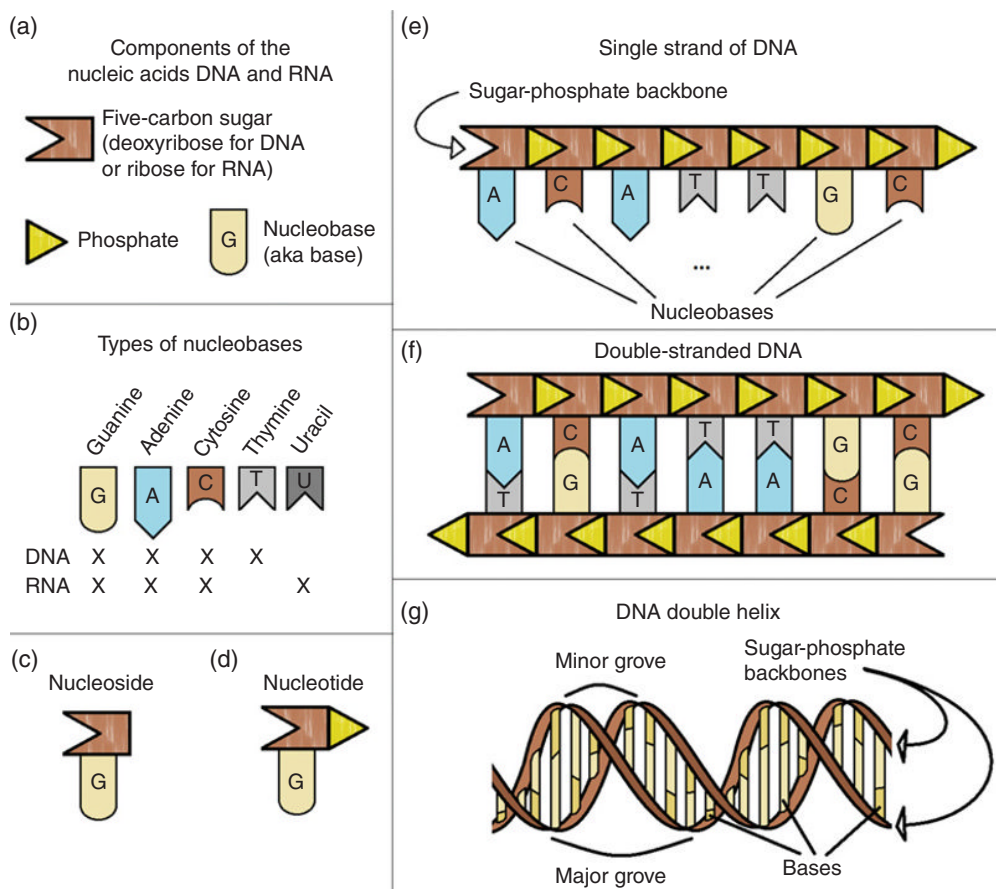 (a)
Components of the
nucleic acids DNA and RNA
Five-carbon sugar
(deoxyribose for DNA
or ribose for RNA)
Phosphate
G
Nucleobase
(aka base)
(b)
Types of nucleobases
Guanine
Adenine
Cytosine
Thymine
Uracil
G A C T U
DNA X X X X
RNA X X X X
(c)
Nucleoside
G
(d)
Nucleotide
G
(e)
Single strand of DNA
Sugar-phosphate backbone
A C A T T G C
...
Nucleobases
(f)
Double-stranded DNA
A C A T T G C
T G T A A C G
(g)
DNA double helix
Minor grove
Sugar-phosphate
backbones
Major grove
Bases